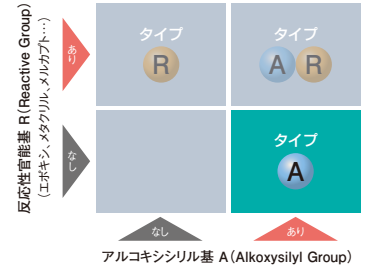 反応性官能基 R(Reactive Group)
(エポキシ、メタクリル、メルカプト…)
あり
なし
タイプ
R
タイプ
A R
タイプ
A
なし
あり
アルコキシシリル基 A(Alkoxysilyl Group)